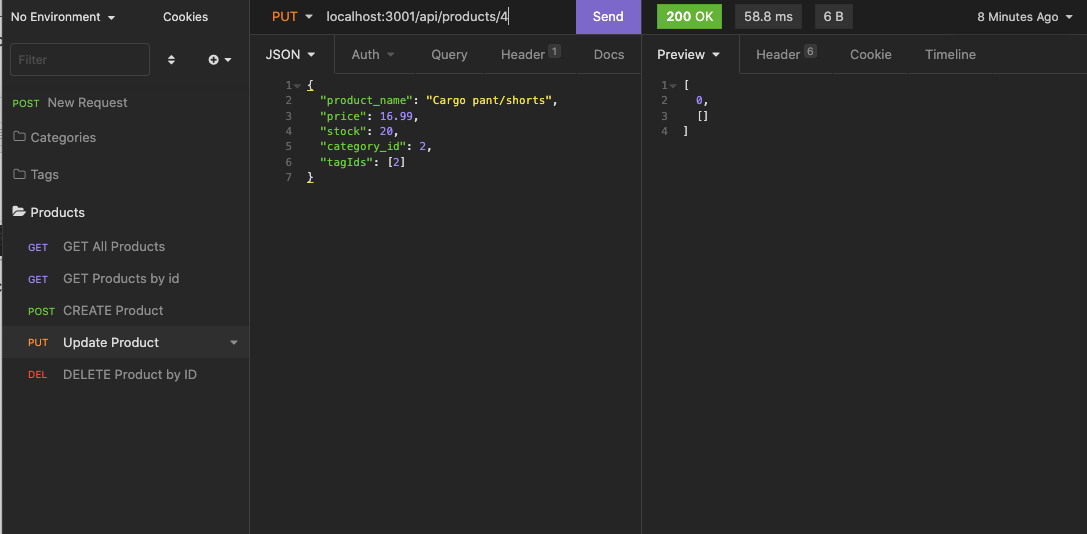 No Environment
Cookies
PUT
localhost:3001/api/products/4
Send
200 OK
58.8 ms
6 B
8 Minutes Ago
Filter
JSON
Auth
Query
Header 1
Docs
Preview
Header 6
Cookie
Timeline
POST New Request
Categories
Tags
Products
GET GET All Products
GET GET Products by id
POST CREATE Product
PUT Update Product
DEL DELETE Product by ID
1 {
2 "product_name": "Cargo pant/shorts",
3 "price": 16.99,
4 "stock": 20,
5 "category_id": 2,
6 "tagIds": [2]
7 }
1 [
2 0,
3 []
4 ]